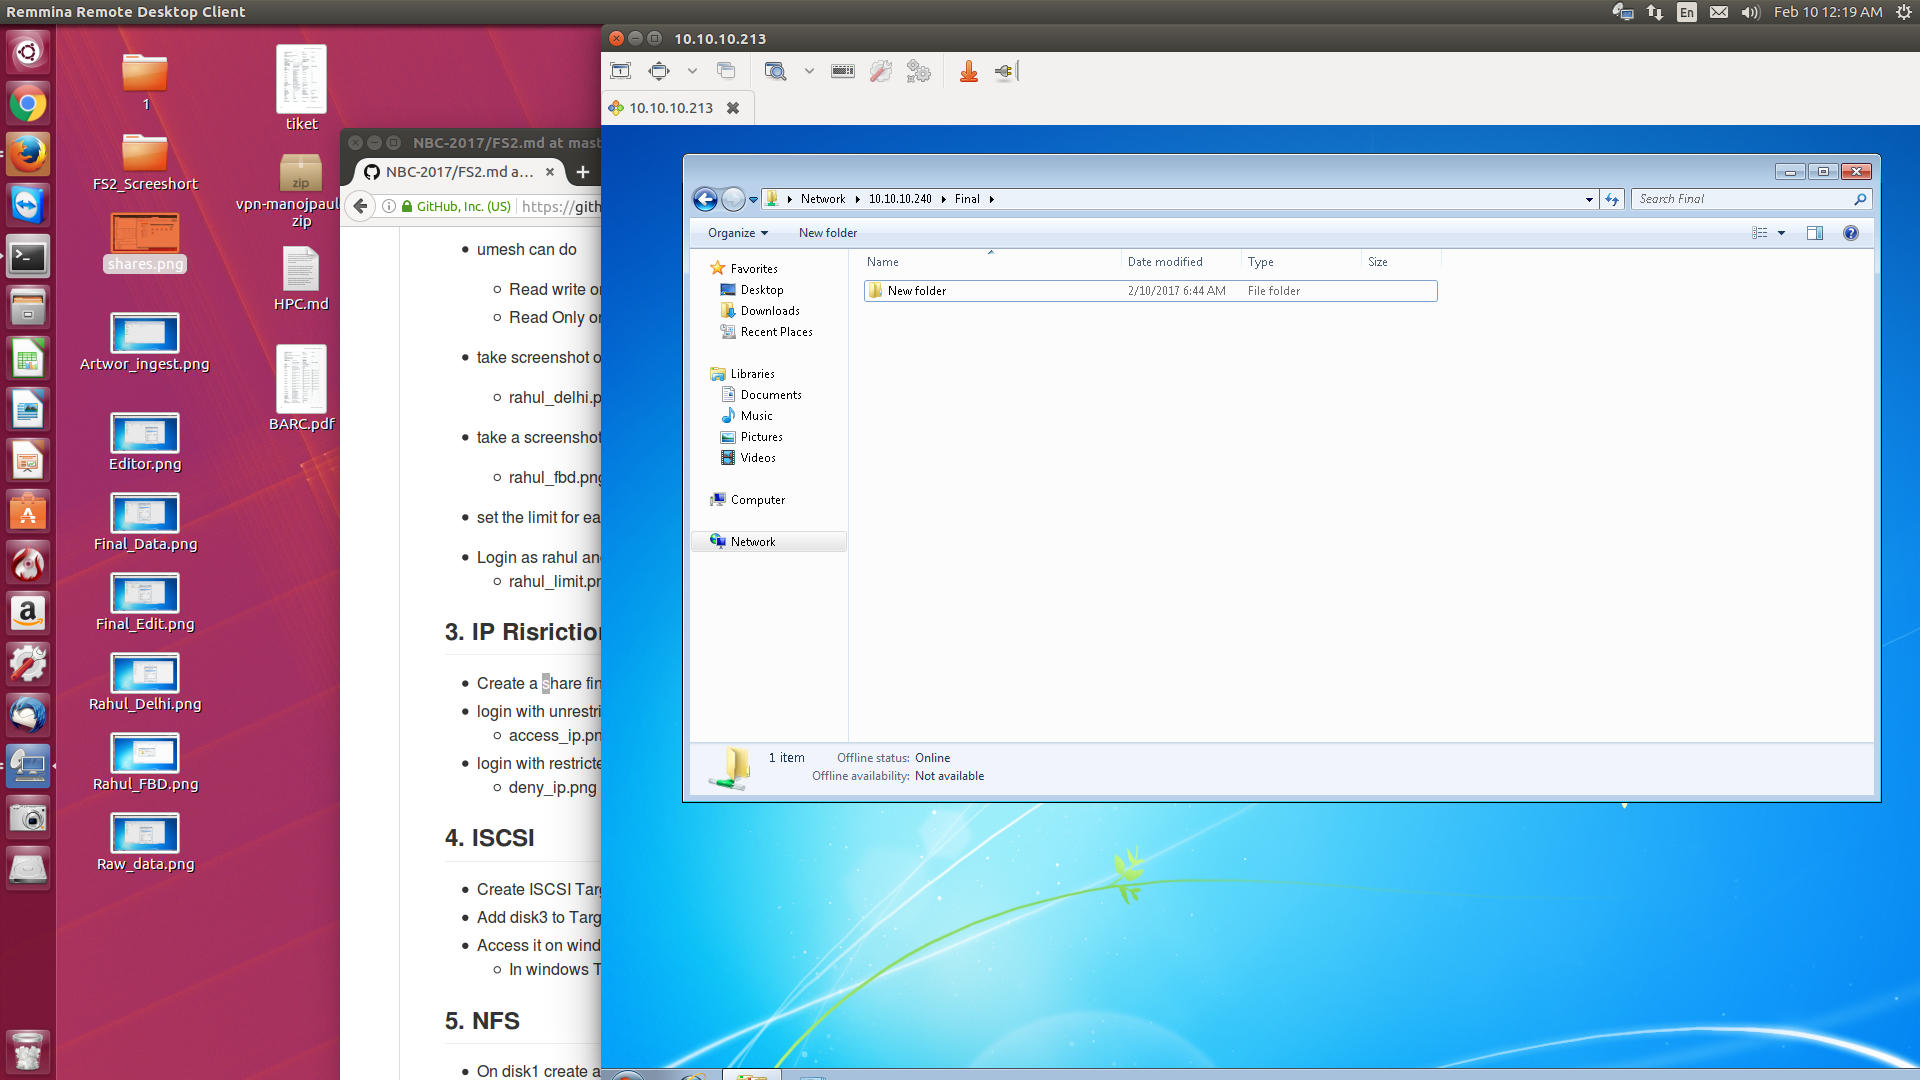 Remmina Remote Desktop Client
En
Feb 10 12:19 AM
1
FS2_Screeshort
shares.png
Artwor_ingest.png
Editor.png
Final_Data.png
Final_Edit.png
Rahul_Delhi.png
Rahul_FBD.png
Raw_data.png
tiket
zip
vpn-manojpaul
zip
HPC.md
BARC.pdf
NBC-2017/FS2.md at mast
NBC-2017/FS2.md a...
GitHub, Inc. (US)
https://gith
umesh can do
Read write or
Read Only or
take screenshot o
rahul_delhi.p
take a screenshot
rahul_fbd.png
set the limit for ea
Login as rahul and
rahul_limit.pn
3. IP Risriction
Create a share fin
login with unrestri
access_ip.pn
login with restricte
deny_ip.png
4. ISCSI
Create ISCSI Targ
Add disk3 to Targ
Access it on wind
In windows T
5. NFS
On disk1 create a
10.10.10.213
10.10.10.213
Network
10.10.10.240
Final
Search Final
Organize
New folder
Favorites
Desktop
Downloads
Recent Places
Libraries
Documents
Music
Pictures
Videos
Computer
Network
Name
Date modified
Type
Size
New folder
2/10/2017 6:44 AM
File folder
1 item
Offline status: Online
Offline availability: Not available